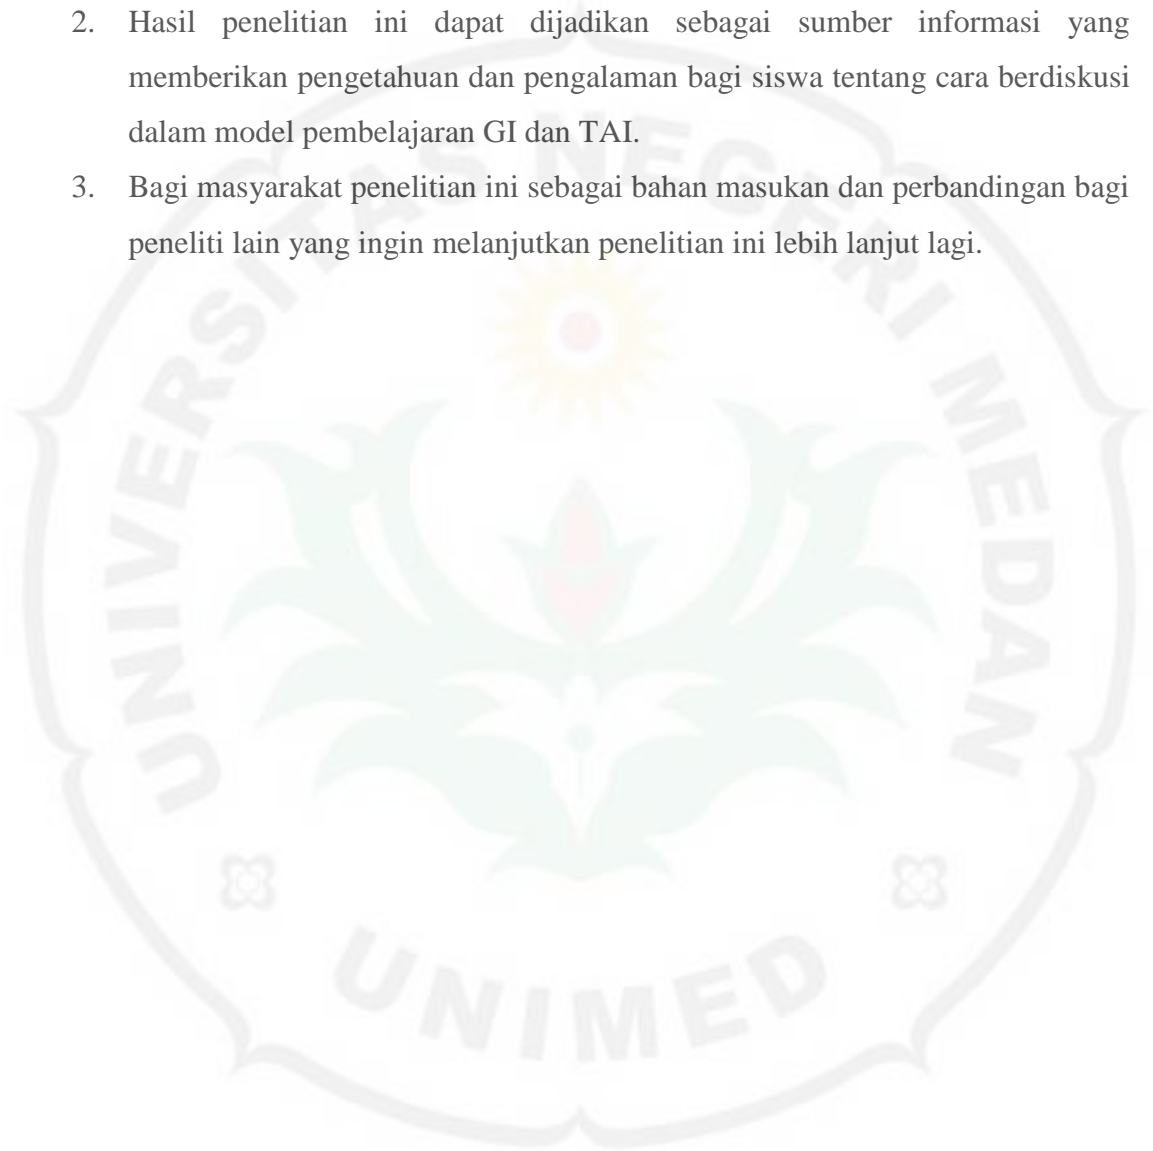 2. Hasil penelitian ini dapat dijadikan sebagai sumber informasi yang
memberikan pengetahuan dan pengalaman bagi siswa tentang cara berdiskusi
dalam model pembelajaran GI dan TAI.
3. Bagi masyarakat penelitian ini sebagai bahan masukan dan perbandingan bagi
peneliti lain yang ingin melanjutkan penelitian ini lebih lanjut lagi.
UNIVERSITAS NEGERI MEDAN
UNIMED